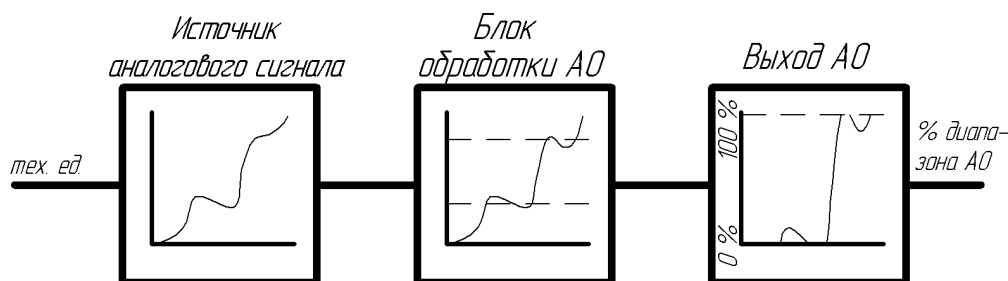 Источник
аналогового сигнала
Блок
обработки АО
Выход АО
тех. ед.
100 %
0 %
% диапа-
зона АО